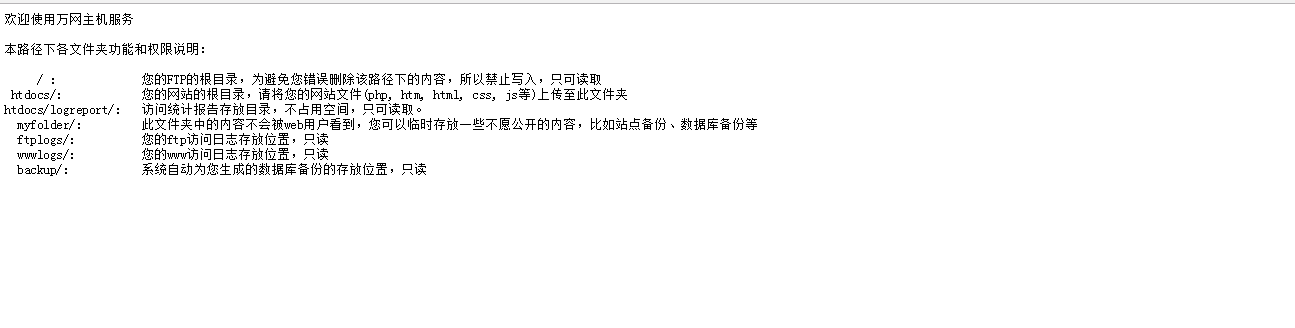 欢迎使用万网主机服务
本路径下各文件夹功能和权限说明：
/ : 您的FTP的根目录，为避免您错误删除该路径下的内容，所以禁止写入，只可读取
htdocs/: 您的网站的根目录，请将您的网站文件(php, htm, html, css, js等)上传至此文件夹
htdocs/logreport/: 访问统计报告存放目录，不占用空间，只可读取。
myfolder/: 此文件夹中的内容不会被web用户看到，您可以临时存放一些不愿公开的内容，比如站点备份、数据库备份等
ftplogs/: 您的ftp访问日志存放位置，只读
wwwlogs/: 您的www访问日志存放位置，只读
backup/: 系统自动为您生成的数据库备份的存放位置，只读